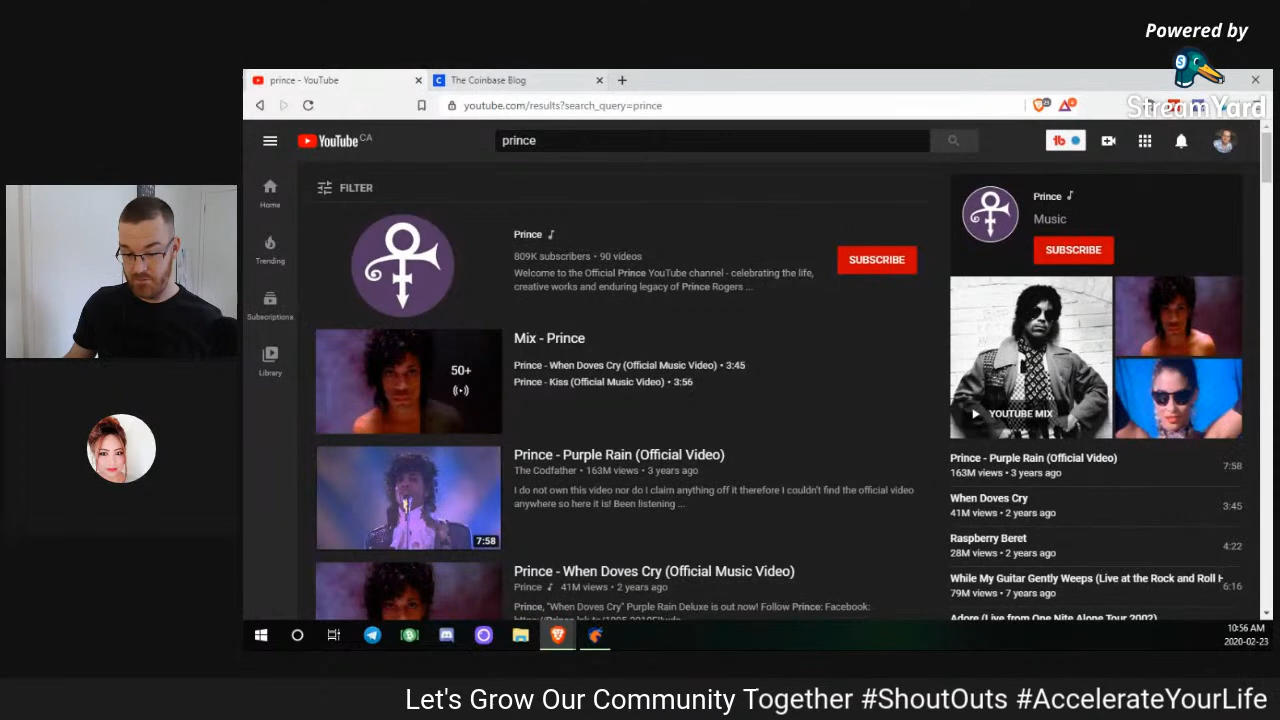 Powered by
StreamYard
prince - YouTube
The Coinbase Blog
youtube.com/results?search_query=prince
YouTube CA
prince
FILTER
Home
Trending
Subscriptions
Library
Prince
809K subscribers • 90 videos
Welcome to the Official Prince YouTube channel - celebrating the life,
creative works and enduring legacy of Prince Rogers ...
SUBSCRIBE
Mix - Prince
Prince - When Doves Cry (Official Music Video) • 3:45
Prince - Kiss (Official Music Video) • 3:56
50+
Prince - Purple Rain (Official Video)
The Codfather • 163M views • 3 years ago
I do not own this video nor do I claim anything off it therefore I couldn't find the official video
anywhere so here it is! Been listening ...
7:58
Prince - When Doves Cry (Official Music Video)
Prince 41M views • 2 years ago
Prince, "When Doves Cry" Purple Rain Deluxe is out now! Follow Prince: Facebook:
Prince
Music
SUBSCRIBE
YOUTUBE MIX
Prince - Purple Rain (Official Video)
163M views • 3 years ago
7:58
When Doves Cry
41M views • 2 years ago
3:45
Raspberry Beret
28M views • 2 years ago
4:22
While My Guitar Gently Weeps (Live at the Rock and Roll H
79M views • 7 years ago
6:16
Adore (Live from One Nite Alone Tour 2002)
10:56 AM
2020-02-23
Let's Grow Our Community Together #ShoutOuts #AccelerateYourLife